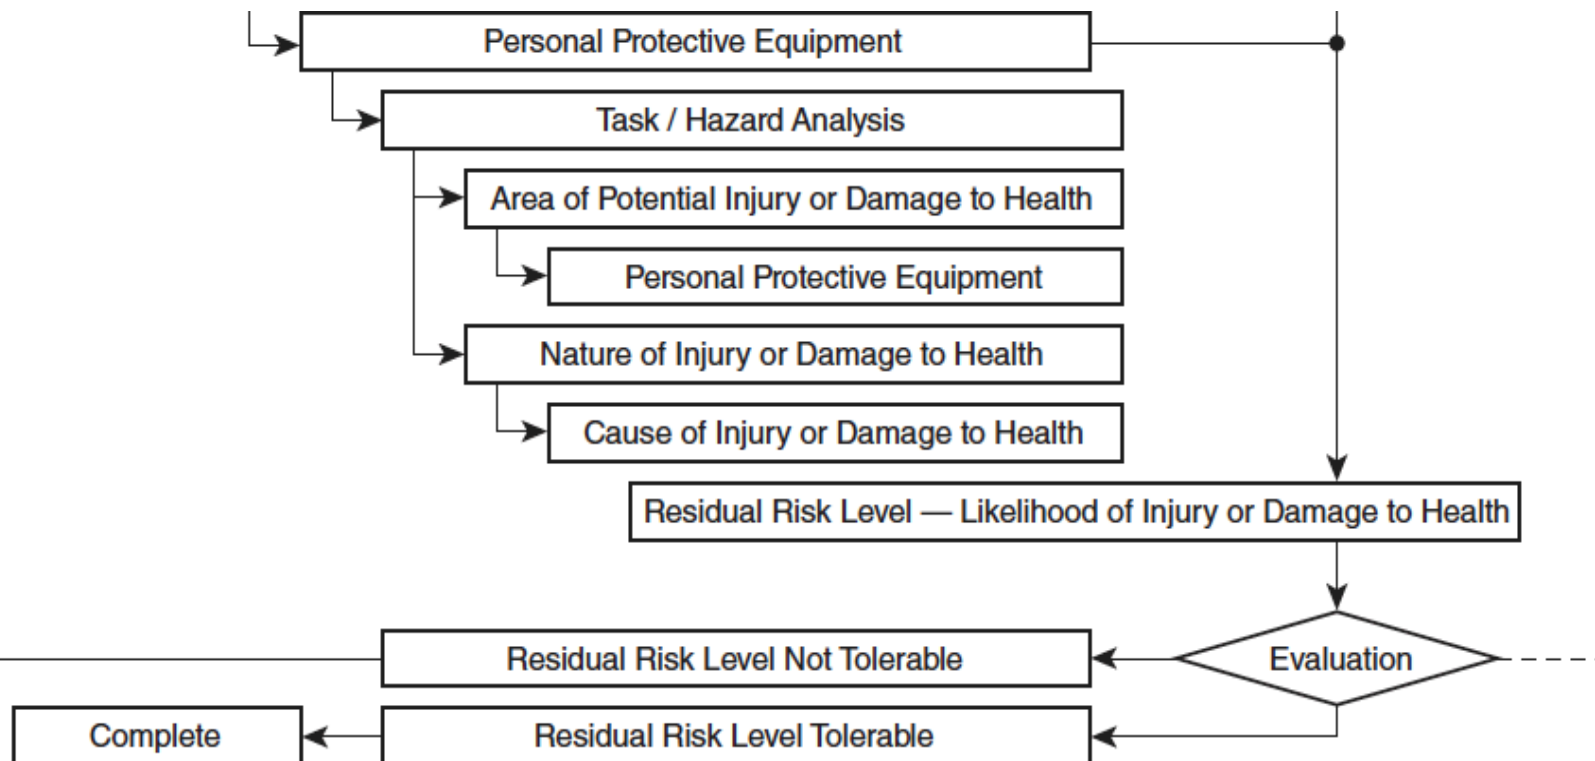 Personal Protective Equipment
Task / Hazard Analysis
Area of Potential Injury or Damage to Health
Personal Protective Equipment
Nature of Injury or Damage to Health
Cause of Injury or Damage to Health
Residual Risk Level — Likelihood of Injury or Damage to Health
Residual Risk Level Not Tolerable
Evaluation
Complete
Residual Risk Level Tolerable